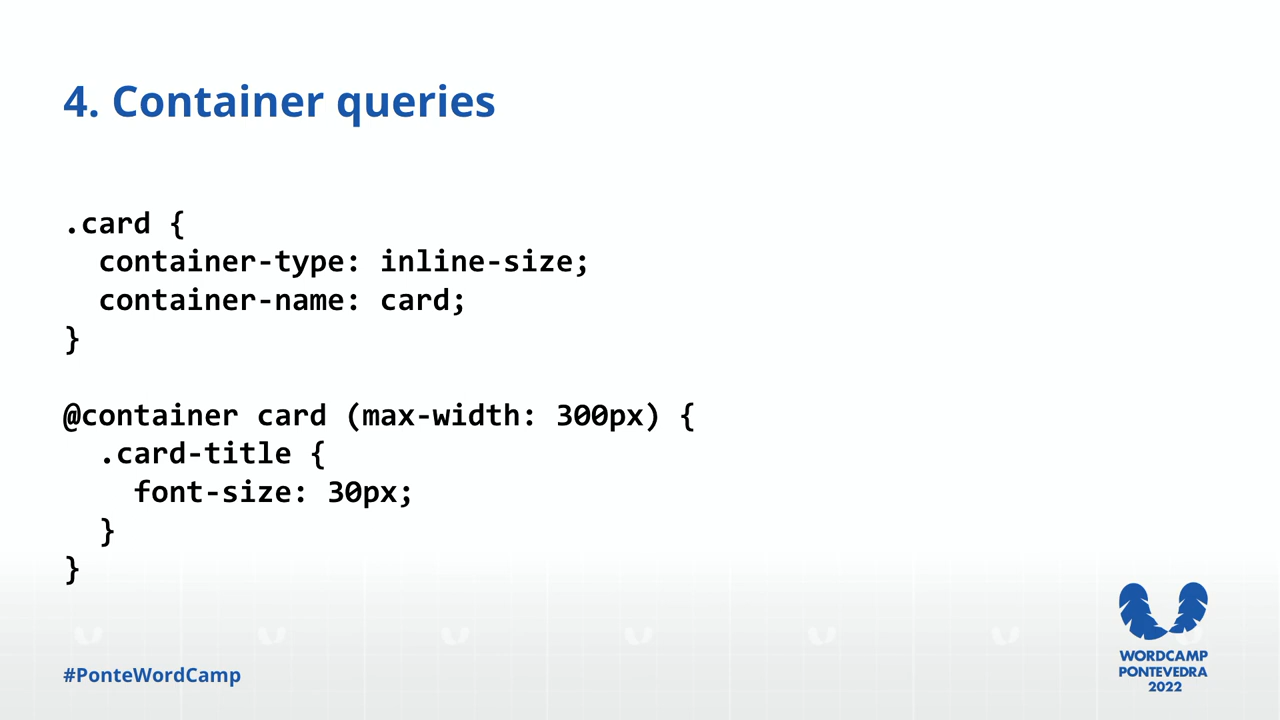 4. Container queries
.card {
  container-type: inline-size;
  container-name: card;
}
@container card (max-width: 300px) {
  .card-title {
    font-size: 30px;
  }
}
#PonteWordCamp
WORDCAMP
PONTEVEDRA
2022